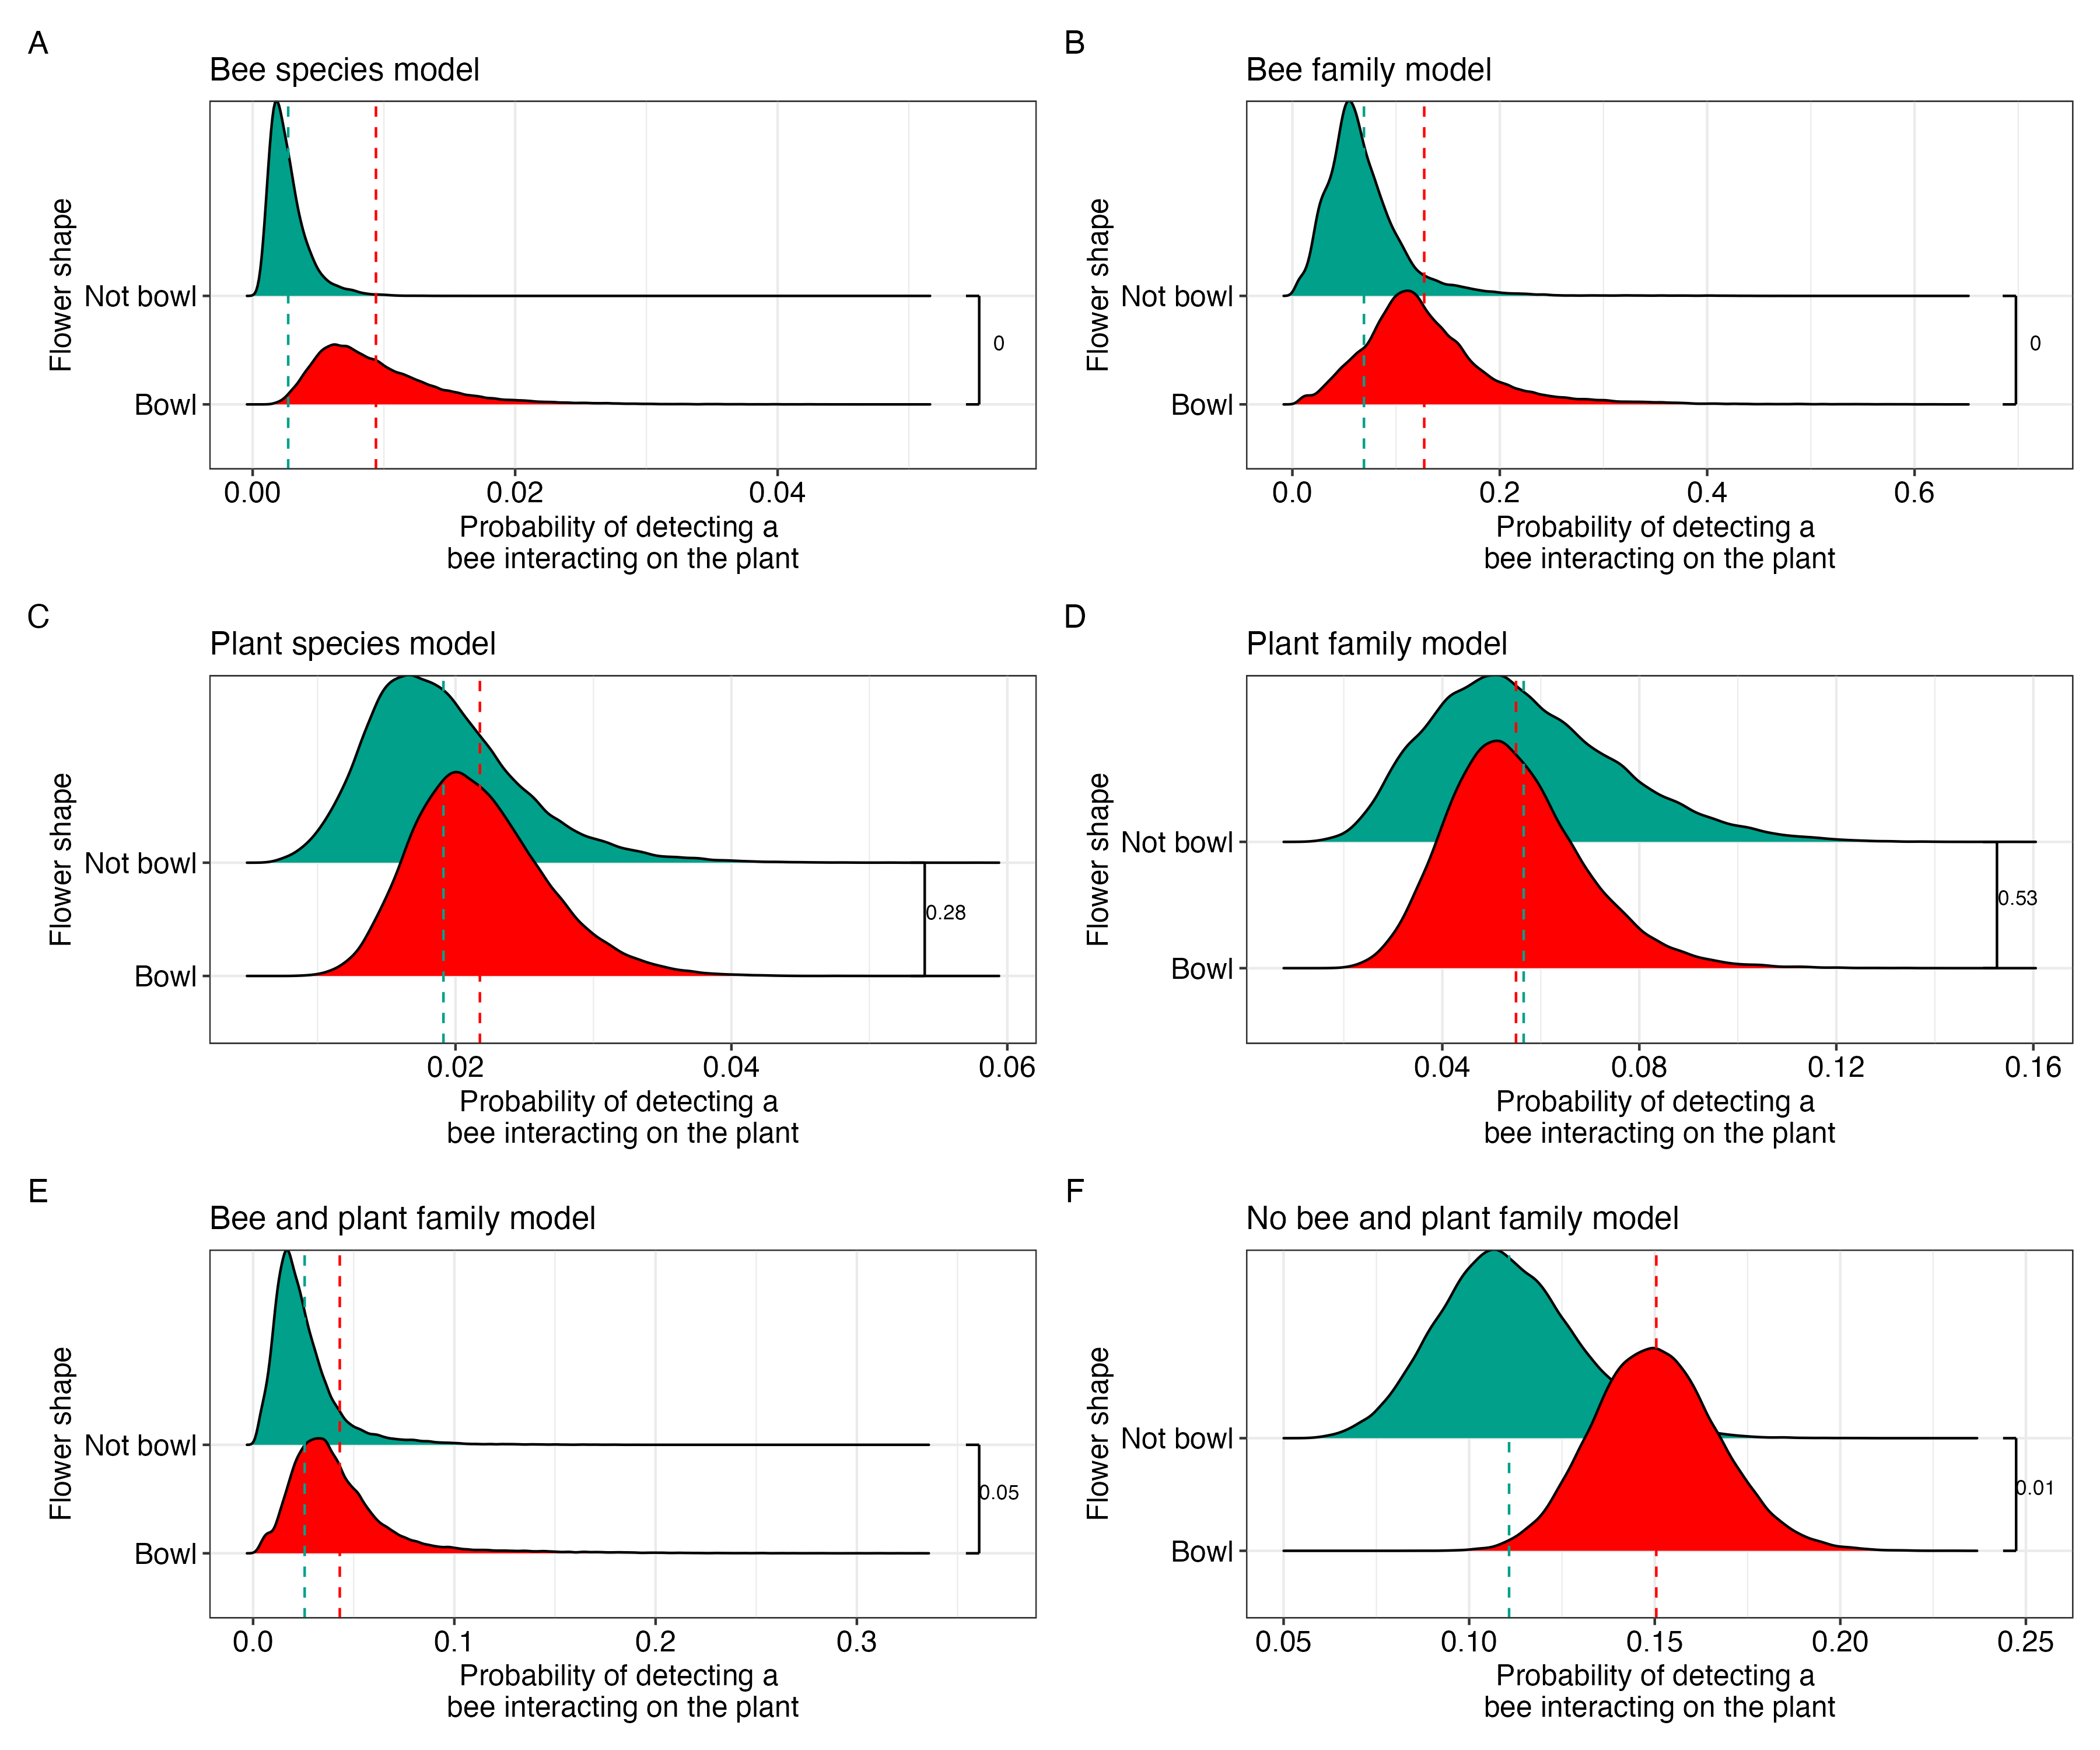 A
Bee species model
Flower shape
Not bowl
Bowl
0
0.00 0.02 0.04
Probability of detecting a
bee interacting on the plant
B
Bee family model
Flower shape
Not bowl
Bowl
0
0.0 0.2 0.4 0.6
Probability of detecting a
bee interacting on the plant
C
Plant species model
Flower shape
Not bowl
Bowl
0.28
0.02 0.04 0.06
Probability of detecting a
bee interacting on the plant
D
Plant family model
Flower shape
Not bowl
Bowl
0.53
0.04 0.08 0.12 0.16
Probability of detecting a
bee interacting on the plant
E
Bee and plant family model
Flower shape
Not bowl
Bowl
0.05
0.0 0.1 0.2 0.3
Probability of detecting a
bee interacting on the plant
F
No bee and plant family model
Flower shape
Not bowl
Bowl
0.01
0.05 0.10 0.15 0.20 0.25
Probability of detecting a
bee interacting on the plant